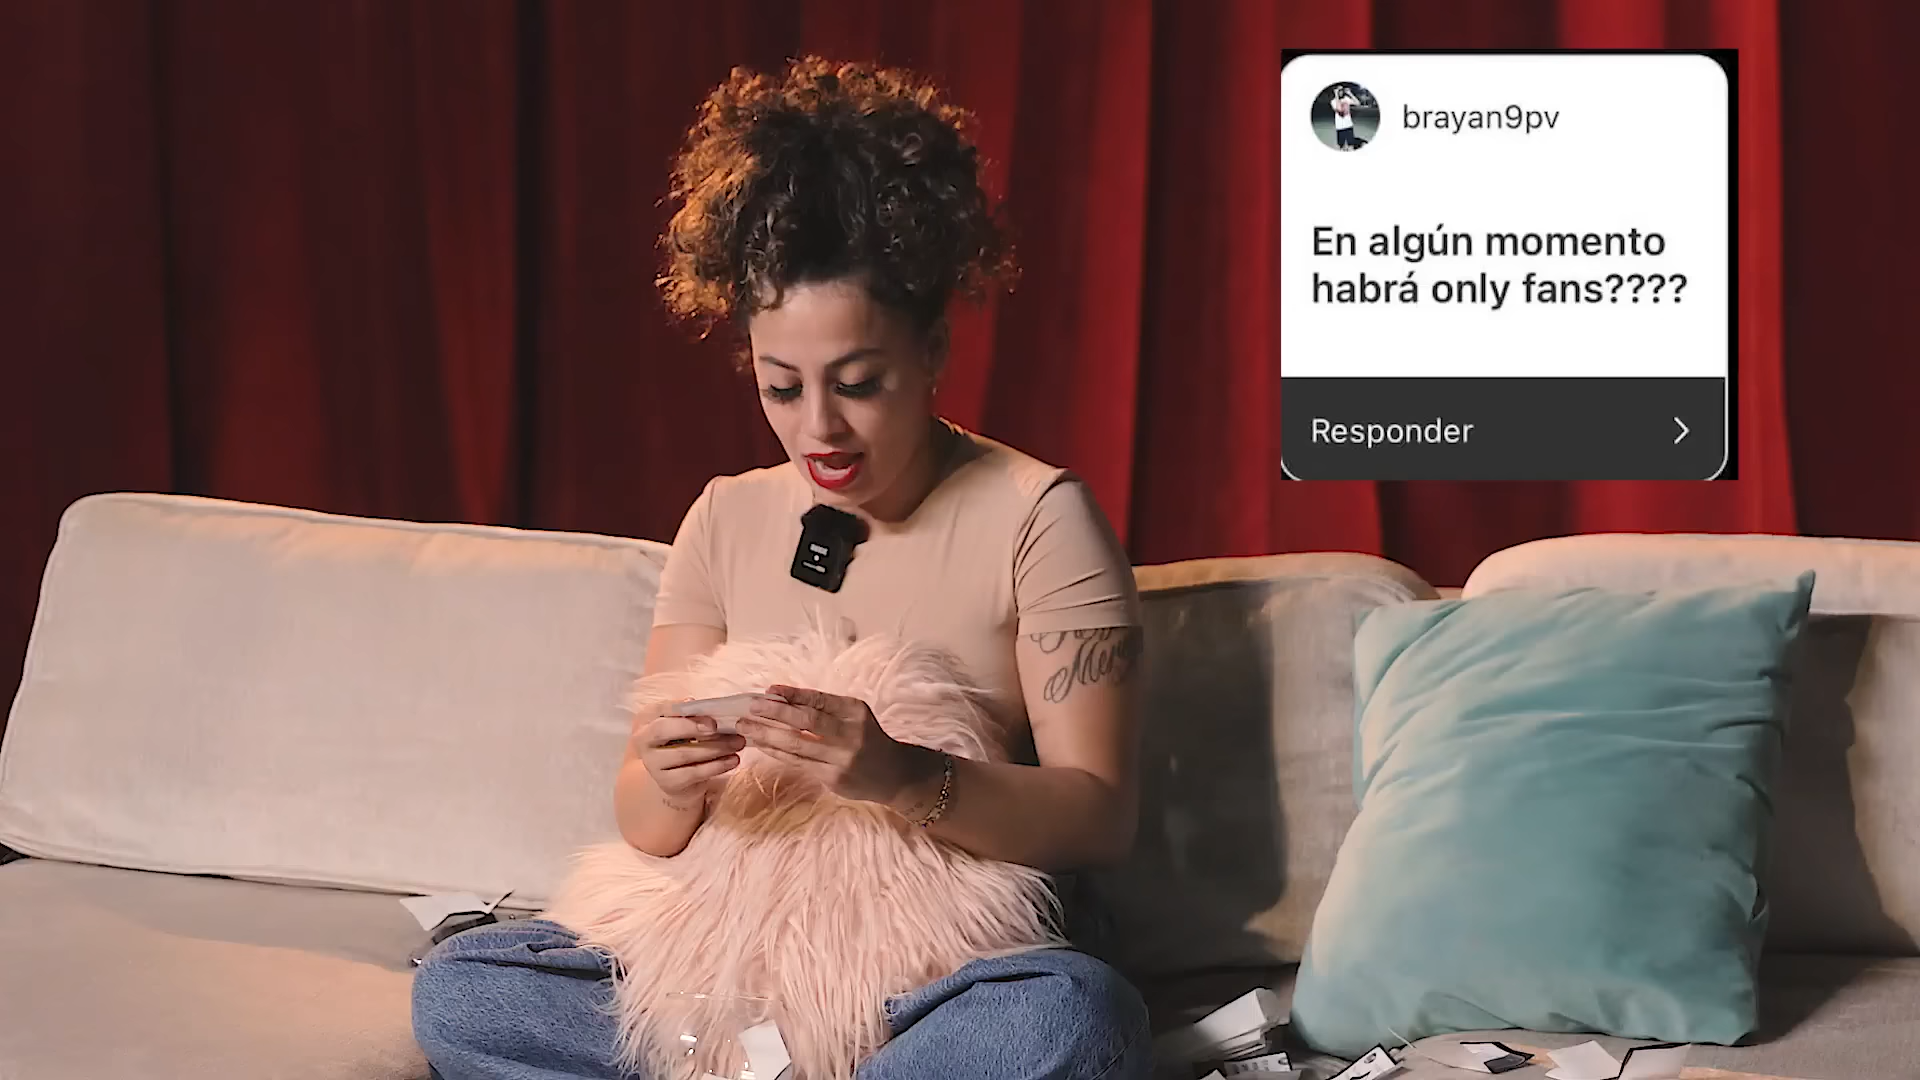 brayan9pv
En algún momento
habrá only fans????
Responder